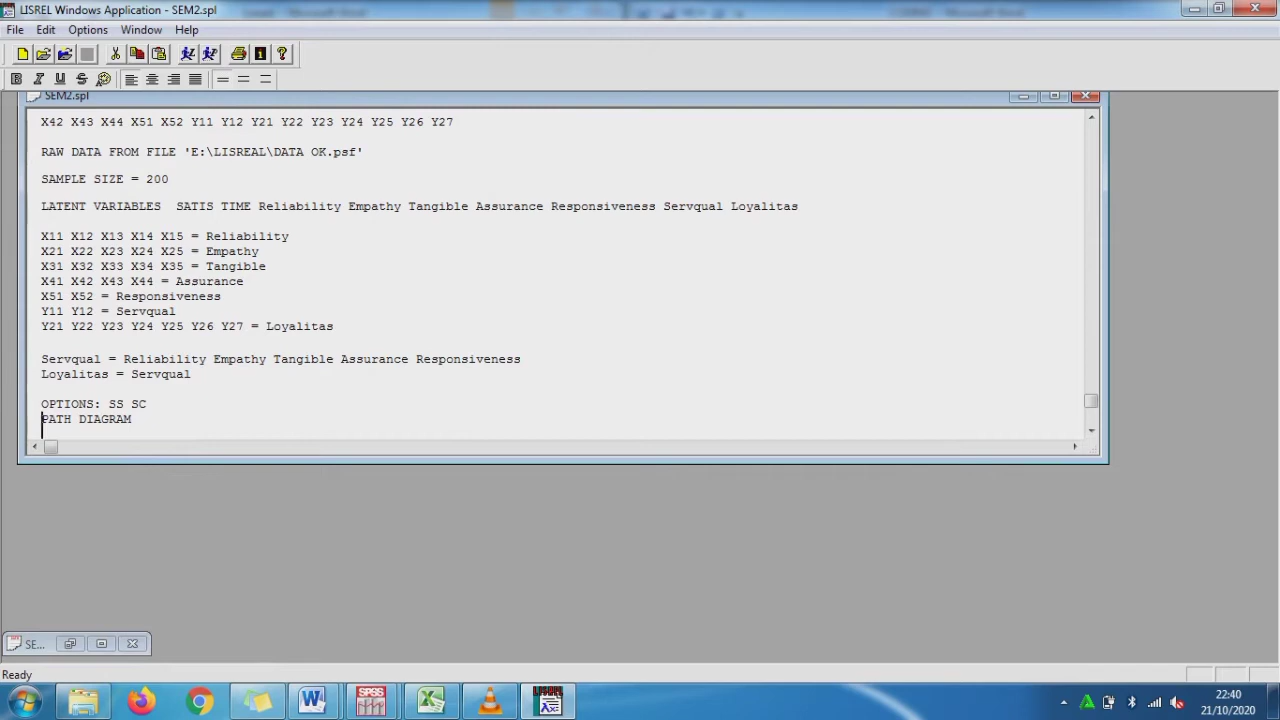 LISREL Windows Application - SEM2.spl
File Edit Options Window Help
SEM2.spl
X42 X43 X44 X51 X52 Y11 Y12 Y21 Y22 Y23 Y24 Y25 Y26 Y27
RAW DATA FROM FILE 'E:\LISREAL\DATA OK.psf'
SAMPLE SIZE = 200
LATENT VARIABLES  SATIS TIME Reliability Empathy Tangible Assurance Responsiveness Servqual Loyalitas
X11 X12 X13 X14 X15 = Reliability
X21 X22 X23 X24 X25 = Empathy
X31 X32 X33 X34 X35 = Tangible
X41 X42 X43 X44 = Assurance
X51 X52 = Responsiveness
Y11 Y12 = Servqual
Y21 Y22 Y23 Y24 Y25 Y26 Y27 = Loyalitas
Servqual = Reliability Empathy Tangible Assurance Responsiveness
Loyalitas = Servqual
OPTIONS: SS SC
PATH DIAGRAM
SE...
Ready
22:40
21/10/2020